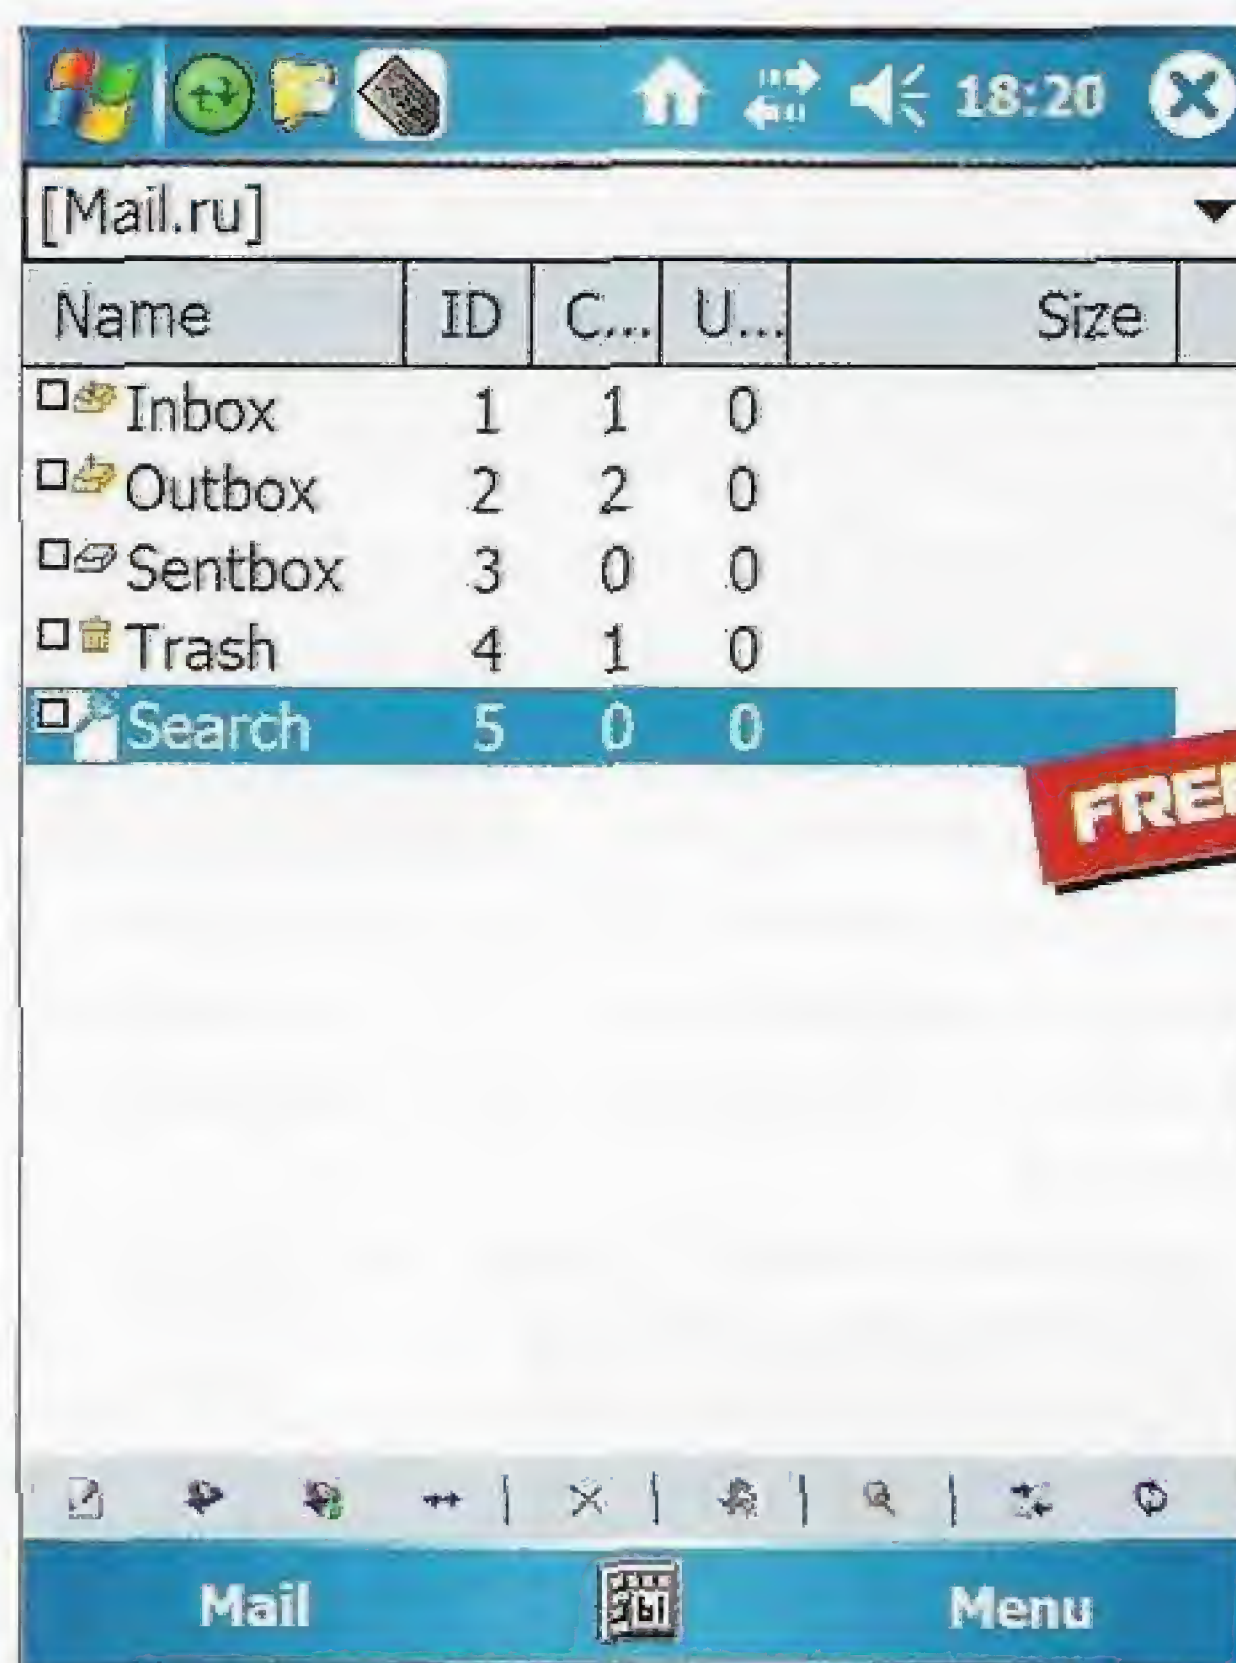 18:20
[Mail.ru]
Name ID C... U... Size
Inbox 1 1 0
Outbox 2 2 0
Sentbox 3 0 0
Trash 4 1 0
Search 5 0 0
FREE
Mail Menu